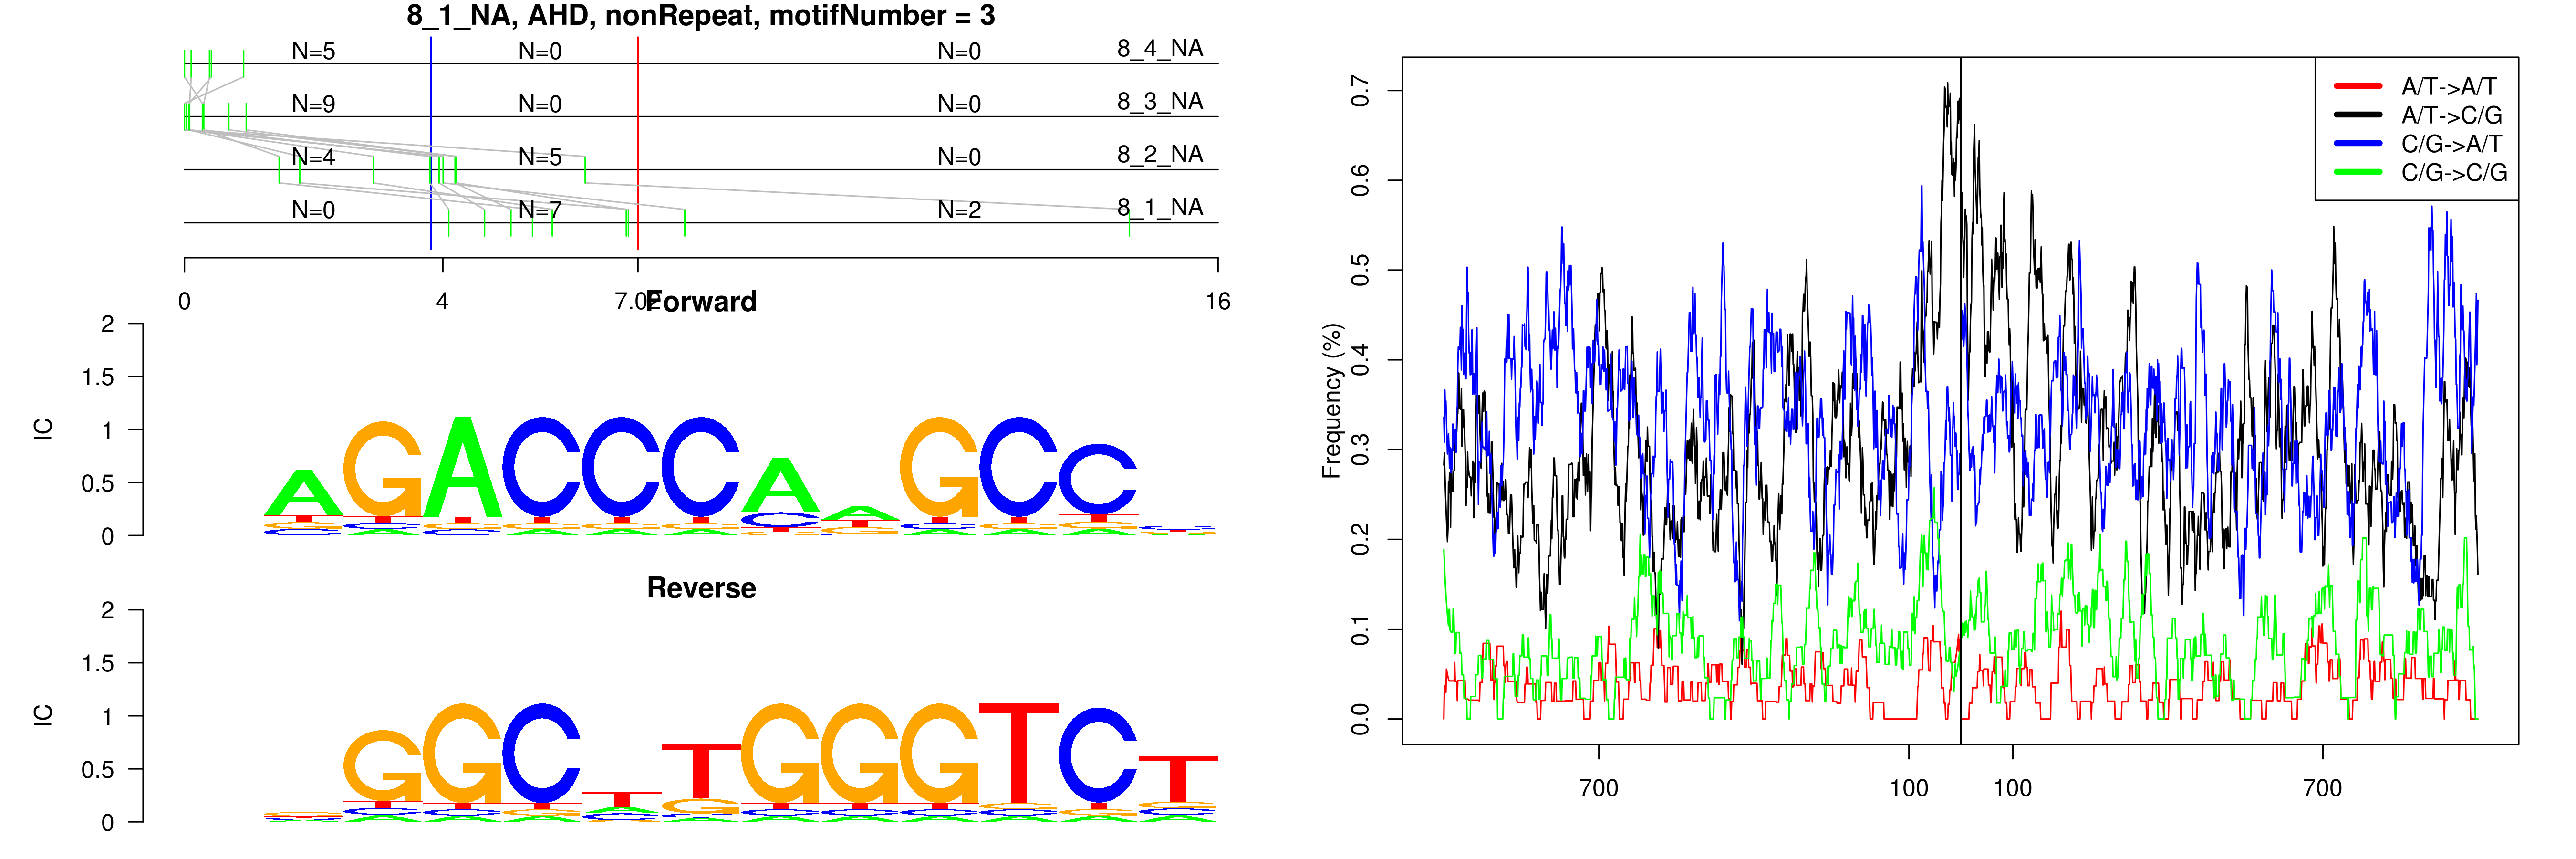 8_1_NA, AHD, nonRepeat, motifNumber = 3
N=5 N=0 N=0 8_4_NA
N=9 N=0 N=0 8_3_NA
N=4 N=5 N=0 8_2_NA
N=0 N=7 N=2 8_1_NA
0 4 7.02 16
Forward
IC
2
1.5
1
0.5
0
AGACCCAAGCC
Reverse
IC
2
1.5
1
0.5
0
GGCTTGGGTCT
Frequency (%)
0.7
0.6
0.5
0.4
0.3
0.2
0.1
0.0
700 100 100 700
A/T->A/T
A/T->C/G
C/G->A/T
C/G->C/G